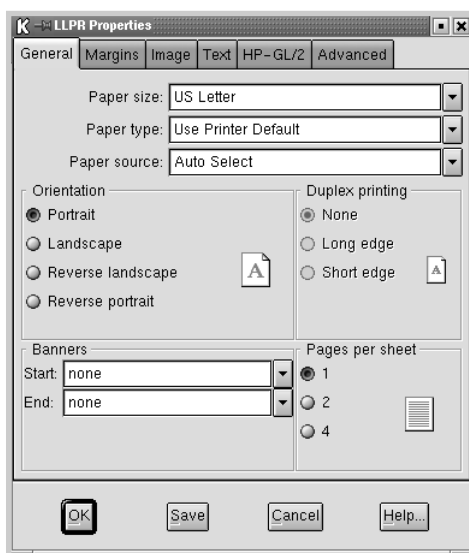 K LLPR Properties
General Margins Image Text HP-GL/2 Advanced
Paper size: US Letter
Paper type: Use Printer Default
Paper source: Auto Select
Orientation
Portrait
Landscape
Reverse landscape
Reverse portrait
A
Duplex printing
None
Long edge
Short edge
A
Banners
Start: none
End: none
Pages per sheet
1
2
4
OK Save Cancel Help...